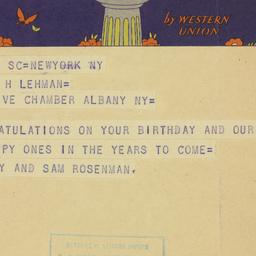 by WESTERN
UNION
SC=NEWYORK NY
H LEHMAN=
VE CHAMBER ALBANY NY=
ATULATIONS ON YOUR BIRTHDAY AND OUR
PY ONES IN THE YEARS TO COME=
Y AND SAM ROSENMAN.